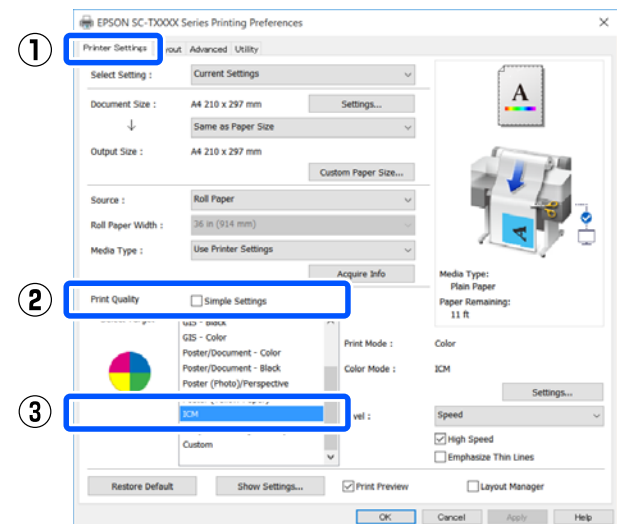 EPSON SC-TXXXX Series Printing Preferences
①
Printer Settings yout Advanced Utility
Select Setting : Current Settings
Document Size : A4 210 x 297 mm Settings...
Same as Paper Size
Output Size : A4 210 x 297 mm
Custom Paper Size...
Source : Roll Paper
Roll Paper Width : 36 in (914 mm)
Media Type : Use Printer Settings
Acquire Info
A
Media Type:
Plain Paper
Paper Remaining:
11 ft
②
Print Quality Simple Settings
GIS - Black
GIS - Color
Poster/Document - Color
Poster/Document - Black
Poster (Photo)/Perspective
③
ICM
Custom
Print Mode : Color
Color Mode : ICM
Settings...
vel : Speed
High Speed
Emphasize Thin Lines
Restore Default Show Settings... Print Preview Layout Manager
OK Cancel Apply Help